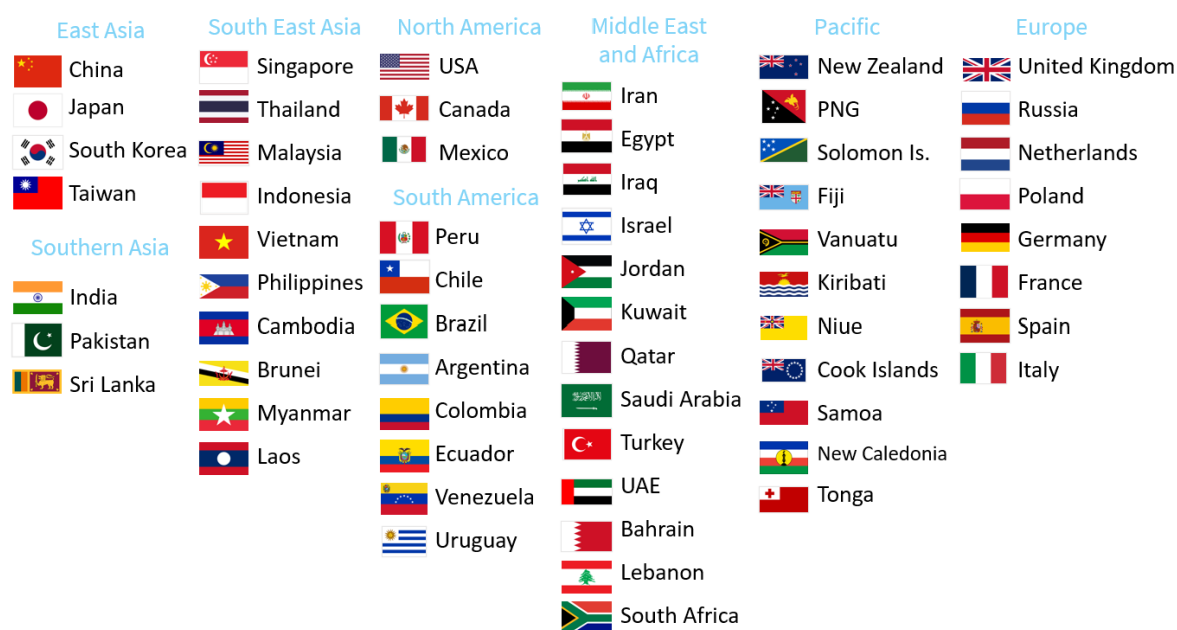 East Asia
China
Japan
South Korea
Taiwan
Southern Asia
India
Pakistan
Sri Lanka
South East Asia
Singapore
Thailand
Malaysia
Indonesia
Vietnam
Philippines
Cambodia
Brunei
Myanmar
Laos
North America
USA
Canada
Mexico
South America
Peru
Chile
Brazil
Argentina
Colombia
Ecuador
Venezuela
Uruguay
Middle East
and Africa
Iran
Egypt
Iraq
Israel
Jordan
Kuwait
Qatar
Saudi Arabia
Turkey
UAE
Bahrain
Lebanon
South Africa
Pacific
New Zealand
PNG
Solomon Is.
Fiji
Vanuatu
Kiribati
Niue
Cook Islands
Samoa
New Caledonia
Tonga
Europe
United Kingdom
Russia
Netherlands
Poland
Germany
France
Spain
Italy